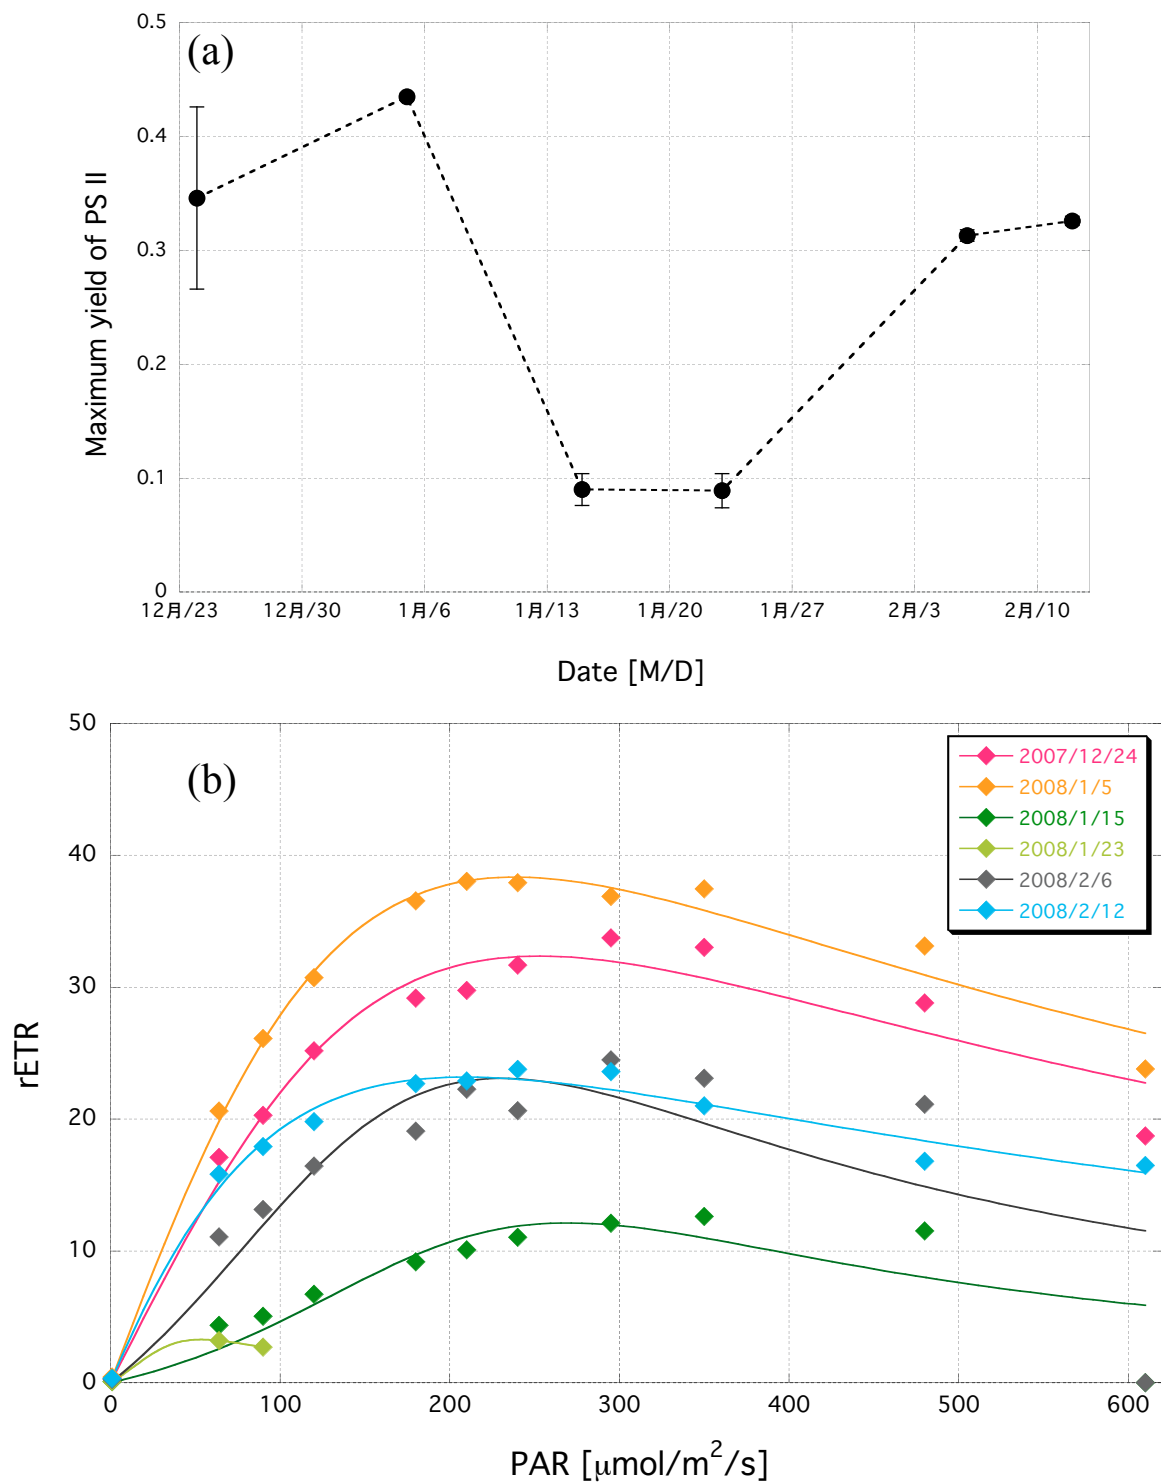 (a)
0.5
0.4
0.3
0.2
0.1
0
Maximum yield of PS II
12月/23 12月/30 1月/6 1月/13 1月/20 1月/27 2月/3 2月/10
Date [M/D]
(b)
50
40
30
20
10
0
rETR
2007/12/24
2008/1/5
2008/1/15
2008/1/23
2008/2/6
2008/2/12
0 100 200 300 400 500 600
PAR [μmol/m²/s]